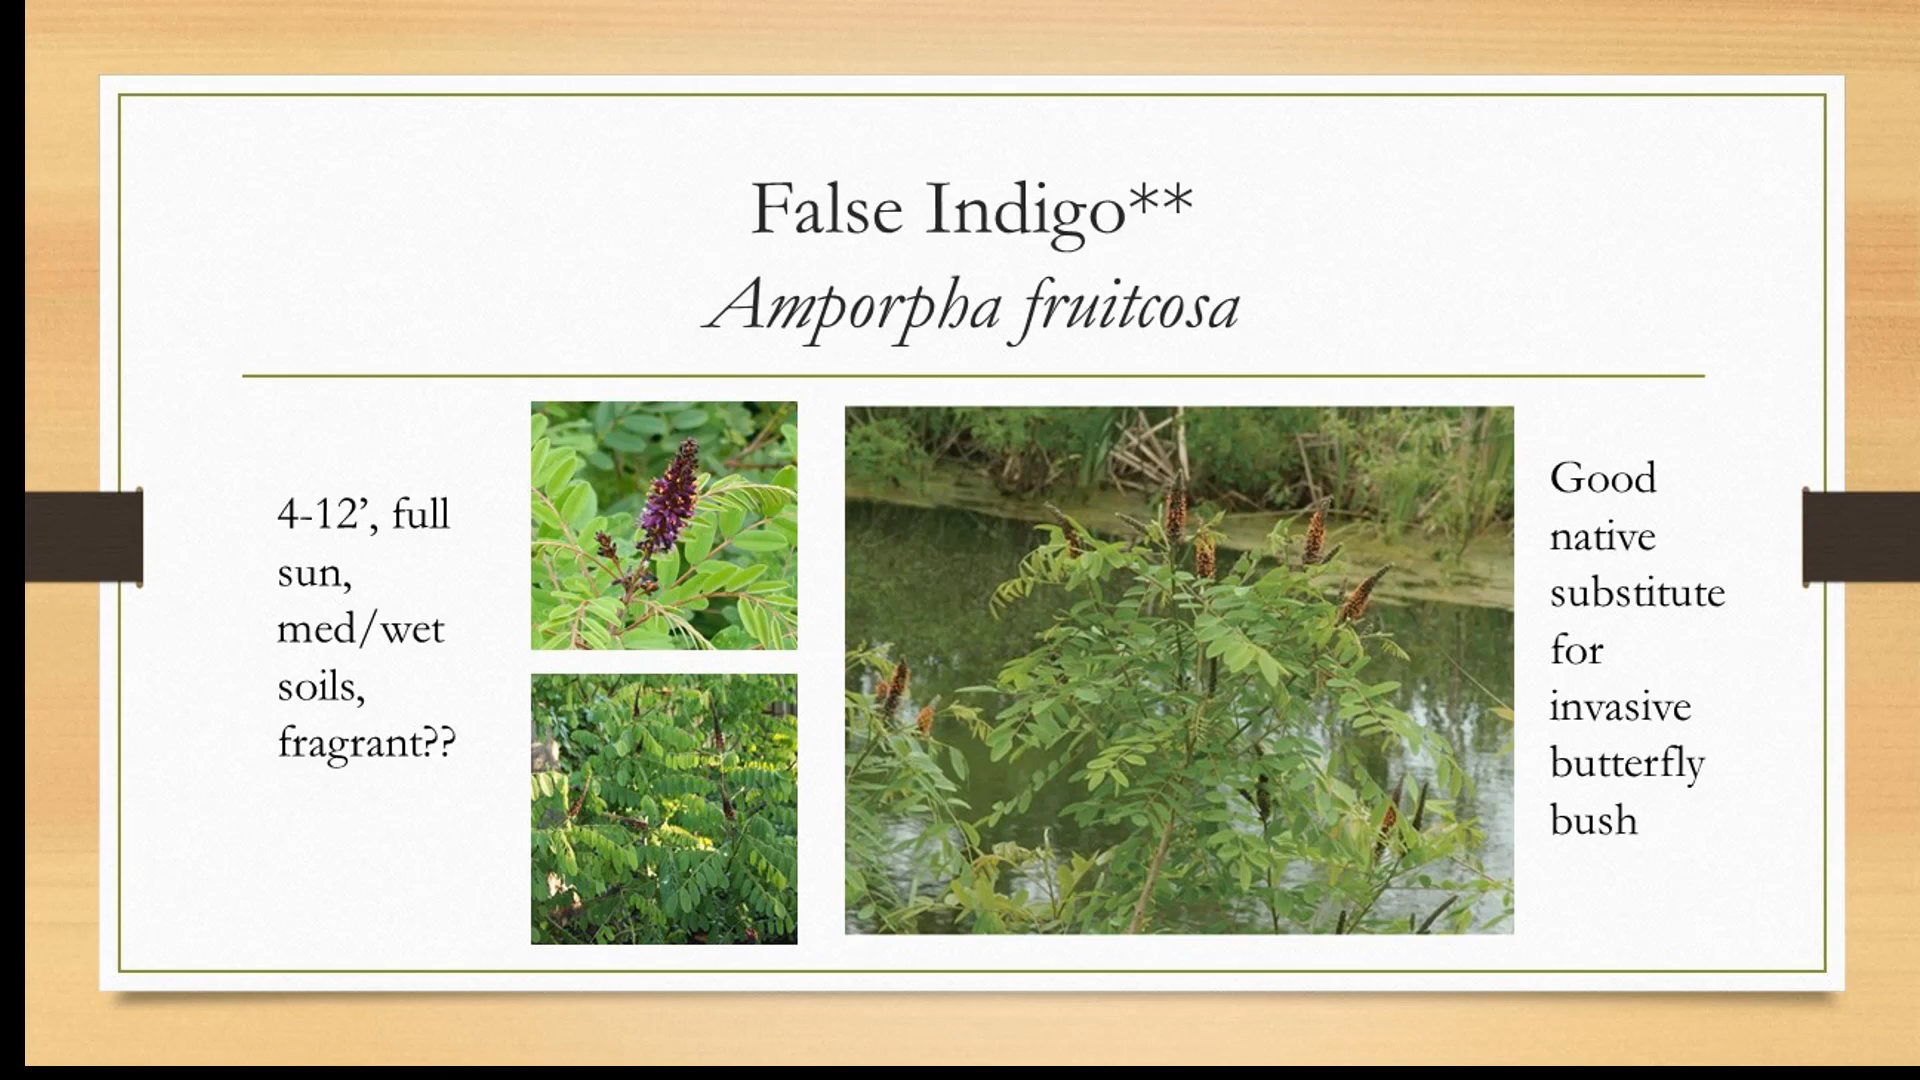 False Indigo**
Amporpha fruitcosa
4-12’, full
sun,
med/wet
soils,
fragrant??
Good
native
substitute
for
invasive
butterfly
bush